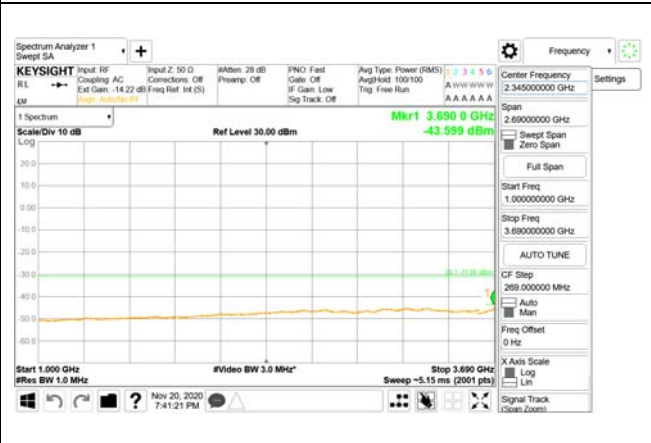 Spectrum Analyzer 1
Swept SA
+
Frequency
KEYSIGHT
RL
Input: RF
Coupling: AC
Ext Gain: -14.22 dB
Align: Auto/No RF
Input Z: 50 Ω
Corrections: Off
Freq Ref: Int (S)
#Atten: 28 dB
Preamp: Off
PNO: Fast
Gate: Off
IF Gain: Low
Sig Track: Off
Avg Type: Power (RMS)
Avg|Hold: 100/100
Trig: Free Run
1 2 3 4 5 6
A W W W W W
A A A A A A
1 Spectrum
Scale/Div 10 dB
Ref Level 30.00 dBm
Mkr1 3.690 0 GHz
-43.599 dBm
Log
20.0
10.0
0.00
-10.0
-20.0
-30.0
-40.0
-50.0
-60.0
1
Start 1.000 GHz
#Res BW 1.0 MHz
#Video BW 3.0 MHz*
Stop 3.690 GHz
Sweep ~5.15 ms (2001 pts)
Nov 20, 2020
7:41:21 PM
Center Frequency
2.345000000 GHz
Settings
Span
2.69000000 GHz
Swept Span
Zero Span
Full Span
Start Freq
1.000000000 GHz
Stop Freq
3.690000000 GHz
AUTO TUNE
CF Step
269.000000 MHz
Auto
Man
Freq Offset
0 Hz
X Axis Scale
Log
Lin
Signal Track
(Span Zoom)